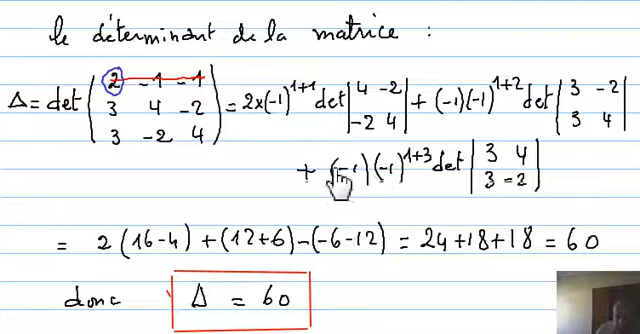 le déterminant de la matrice :
Δ = det | 2 -1 -1 | = 2x(-1)^{1+1} det | 4 -2 | + (-1)(-1)^{1+2} det | 3 -2 |
| 3 4 -2 | | -2 4 | | 3 4 |
| 3 -2 4 |
+ (-1)(-1)^{1+3} det | 3 4 |
| 3 -2 |
= 2(16-4) + (12+6) - (-6-12) = 24+18+18 = 60
donc Δ = 60